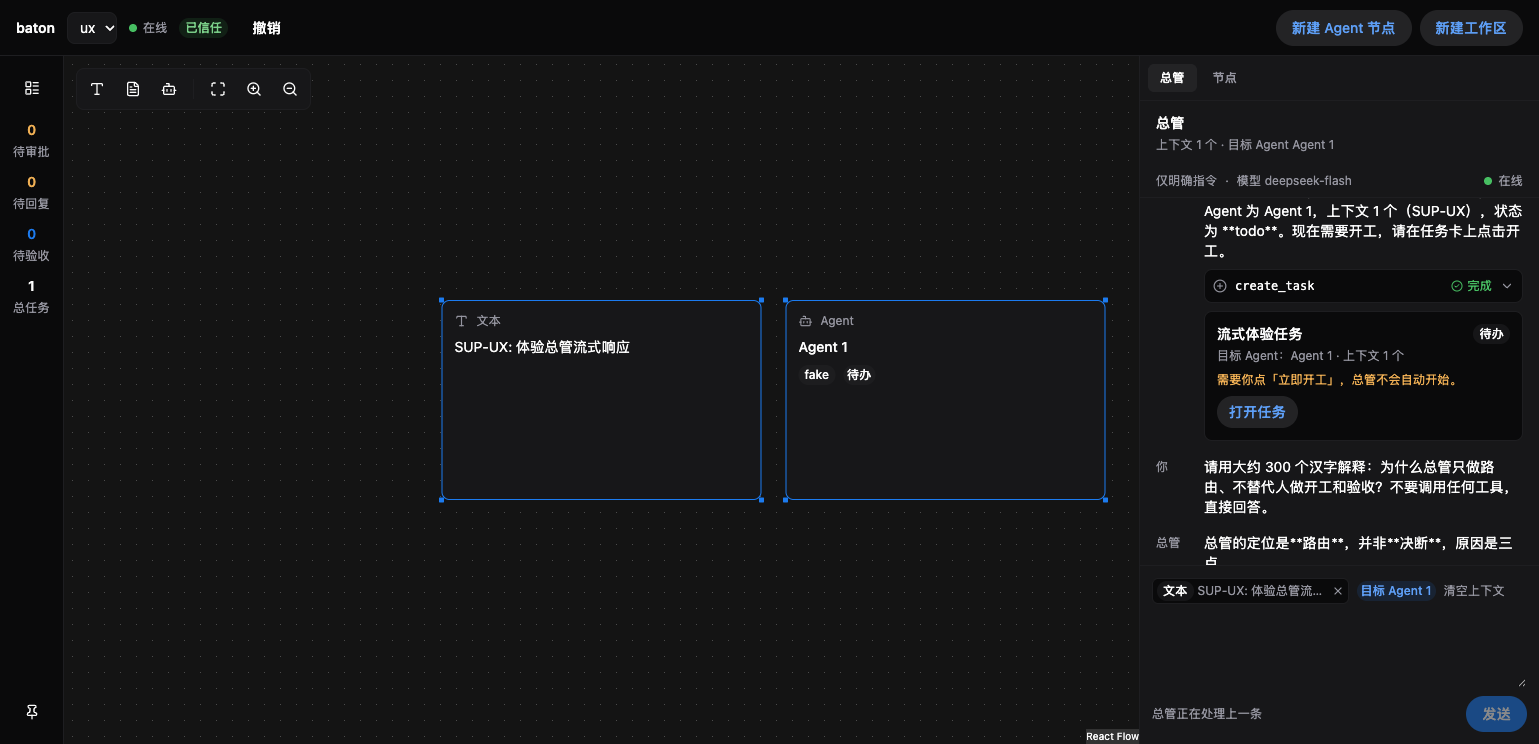 baton
ux
在线
已信任
撤销
新建 Agent 节点
新建工作区
0
待审批
0
待回复
0
待验收
1
总任务
文本
SUP-UX: 体验总管流式响应
Agent
Agent 1
fake 待办
React Flow
总管
节点
总管
上下文 1 个 · 目标 Agent Agent 1
仅明确指令 · 模型 deepseek-flash
在线
Agent 为 Agent 1，上下文 1 个（SUP-UX），状态
为 **todo**。现在需要开工，请在任务卡上点击开
工。
create_task
完成
流式体验任务
待办
目标 Agent：Agent 1 · 上下文 1 个
需要你点「立即开工」，总管不会自动开始。
打开任务
你
请用大约 300 个汉字解释：为什么总管只做路
由、不替代人做开工和验收？不要调用任何工具，
直接回答。
总管
总管的定位是**路由**，并非**决断**，原因是三
点
文本 SUP-UX: 体验总管流... ×
目标 Agent 1
清空上下文
总管正在处理上一条
发送